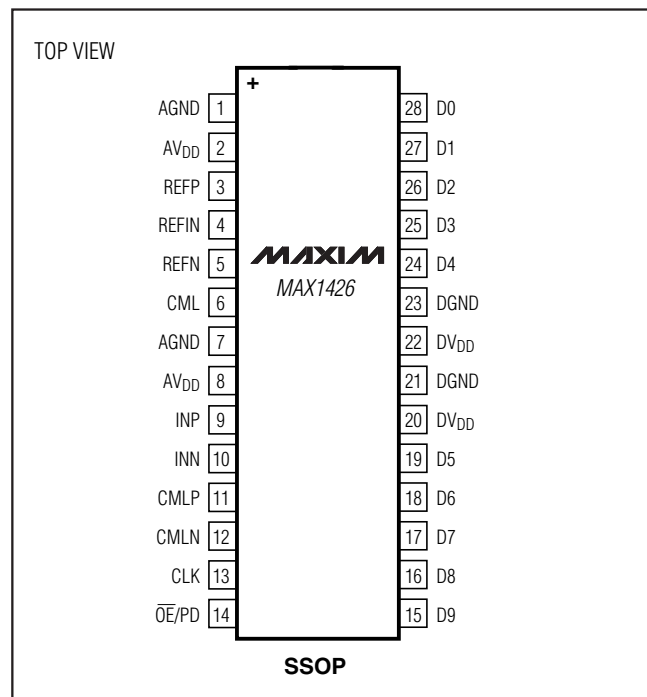 TOP VIEW
+
AGND 1
AVDD 2
REFP 3
REFIN 4
REFN 5
CML 6
AGND 7
AVDD 8
INP 9
INN 10
CMLP 11
CMLN 12
CLK 13
O̅E̅/PD 14
MAXIM
MAX1426
28 D0
27 D1
26 D2
25 D3
24 D4
23 DGND
22 DVDD
21 DGND
20 DVDD
19 D5
18 D6
17 D7
16 D8
15 D9
SSOP